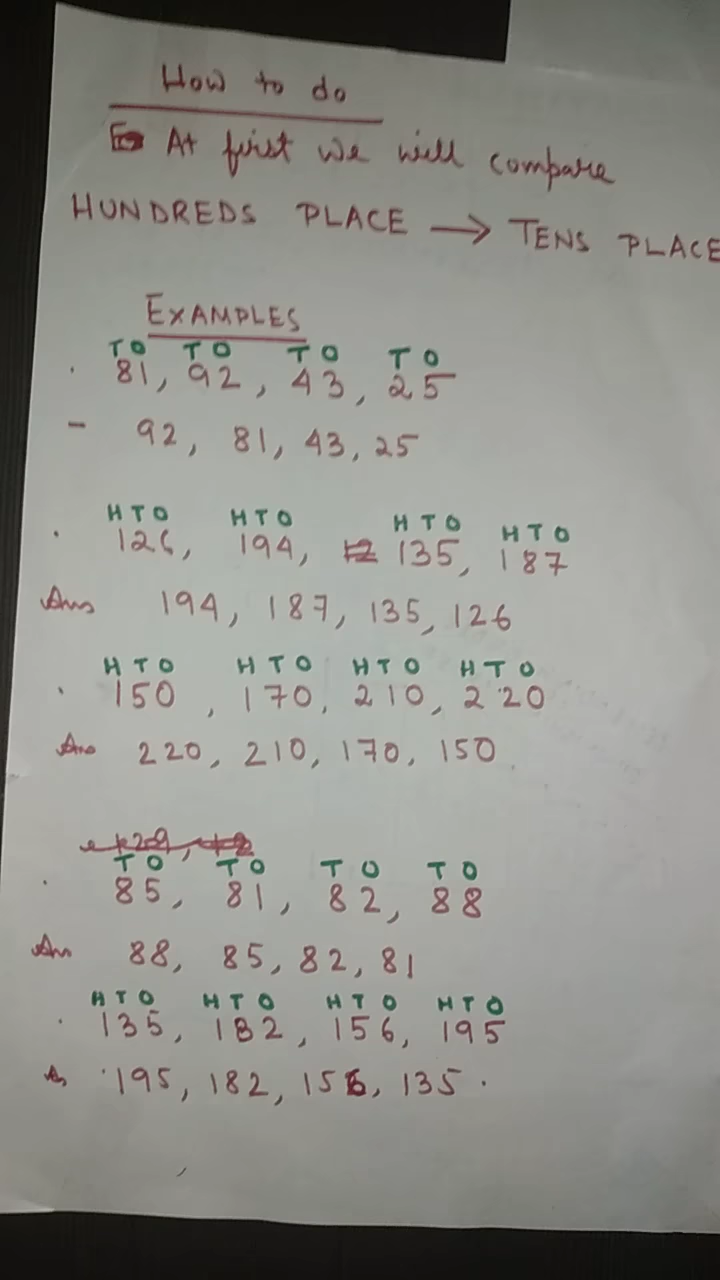 How to do
At first we will compare
HUNDREDS PLACE → TENS PLACE
EXAMPLES
TO TO TO TO
· 81, 92, 43, 25
- 92, 81, 43, 25
HTO HTO HTO HTO
· 126, 194, 135, 187
Ans 194, 187, 135, 126
HTO HTO HTO HTO
· 150, 170, 210, 220
Ans 220, 210, 170, 150
TO TO TO TO
· 85, 81, 82, 88
An 88, 85, 82, 81
HTO HTO HTO HTO
· 135, 182, 156, 195
195, 182, 156, 135.